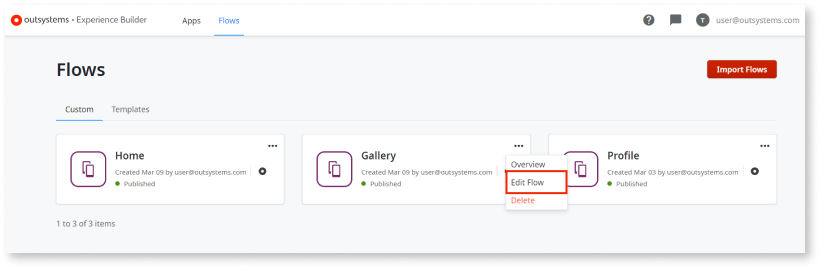 outsystems • Experience Builder Apps Flows ? T user@outsystems.com
Flows
Import Flows
Custom Templates
Home
Created Mar 09 by user@outsystems.com
Published
Gallery
Created Mar 09 by user@outsystems.com
Published
Overview
Edit Flow
Delete
Profile
Created Mar 03 by user@outsystems.com
Published
1 to 3 of 3 items